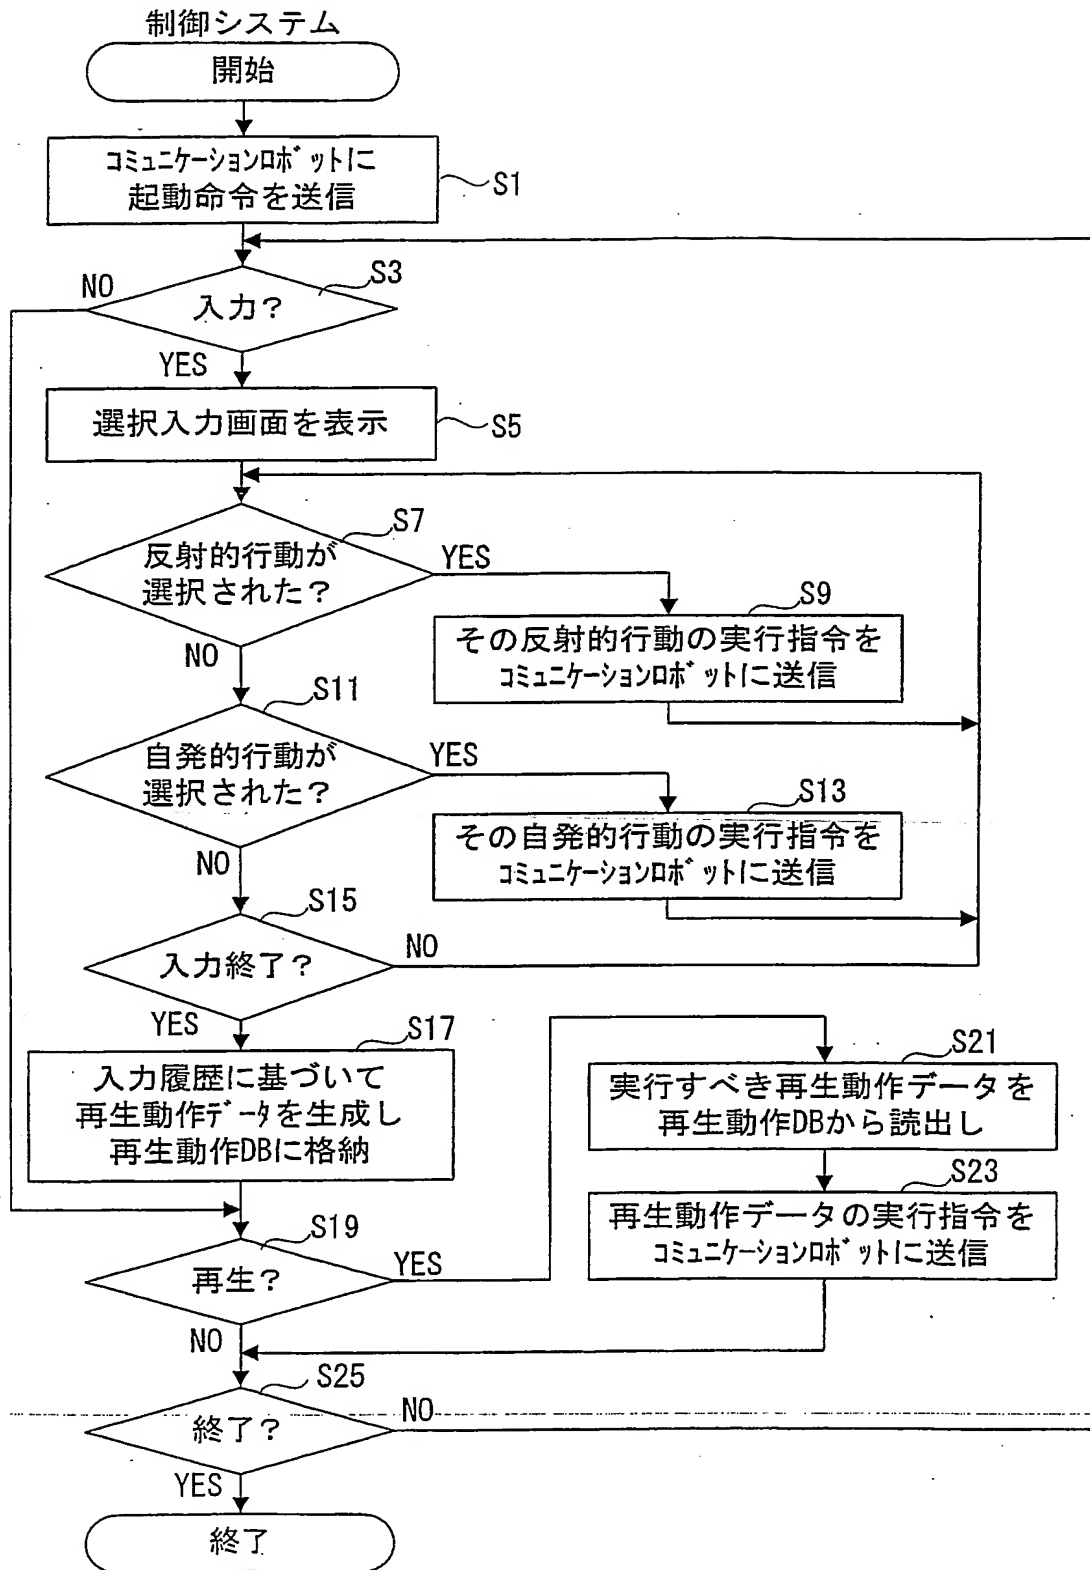 制御システム
開始
コミュニケーションロボットに
起動命令を送信
S1
S3
NO
入力?
YES
選択入力画面を表示
S5
S7
反射的行動が
選択された?
YES
S9
その反射的行動の実行指令を
コミュニケーションロボットに送信
NO
S11
自発的行動が
選択された?
YES
S13
その自発的行動の実行指令を
コミュニケーションロボットに送信
NO
S15
入力終了?
NO
YES
S17
入力履歴に基づいて
再生動作データを生成し
再生動作DBに格納
S21
実行すべき再生動作データを
再生動作DBから読出し
S23
再生動作データの実行指令を
コミュニケーションロボットに送信
S19
再生?
YES
NO
S25
終了?
NO
YES
終了